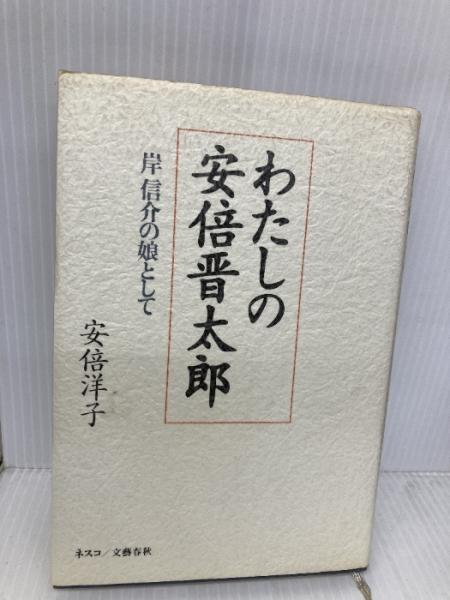 わたしの
安倍晋太郎
岸信介の娘として
安倍洋子
ネスコ／文藝春秋